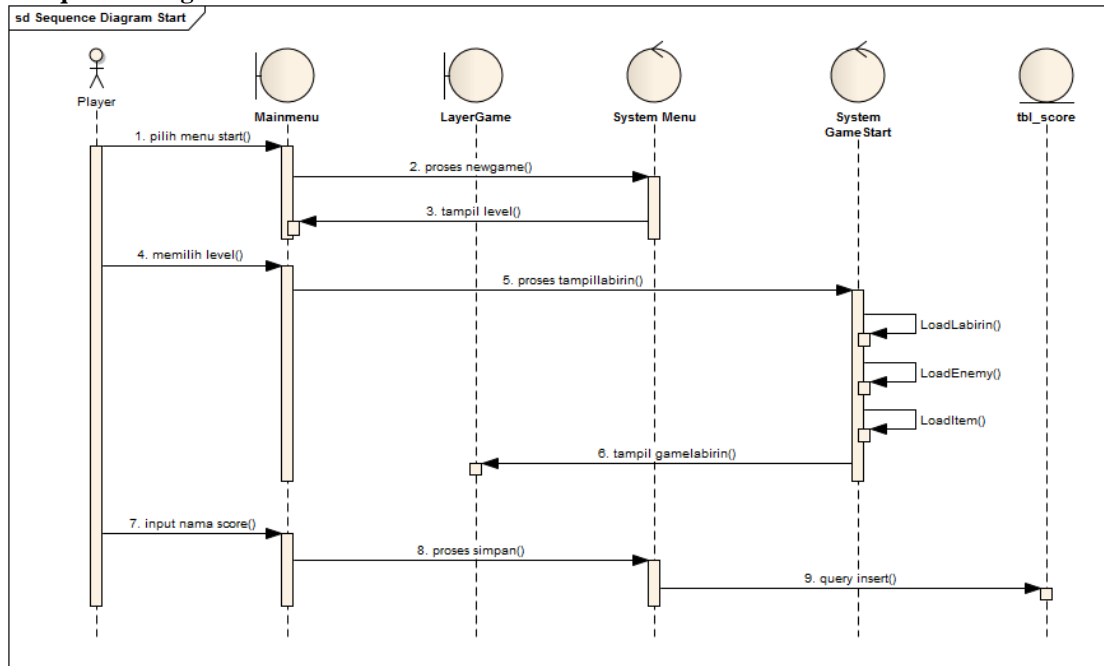 sd Sequence Diagram Start
Player
Mainmenu
LayerGame
System Menu
System
GameStart
tbl_score
1. pilih menu start()
2. proses newgame()
3. tampil level()
4. memilih level()
5. proses tampillabirin()
LoadLabirin()
LoadEnemy()
LoadItem()
6. tampil gamelabirin()
7. input nama score()
8. proses simpan()
9. query insert()